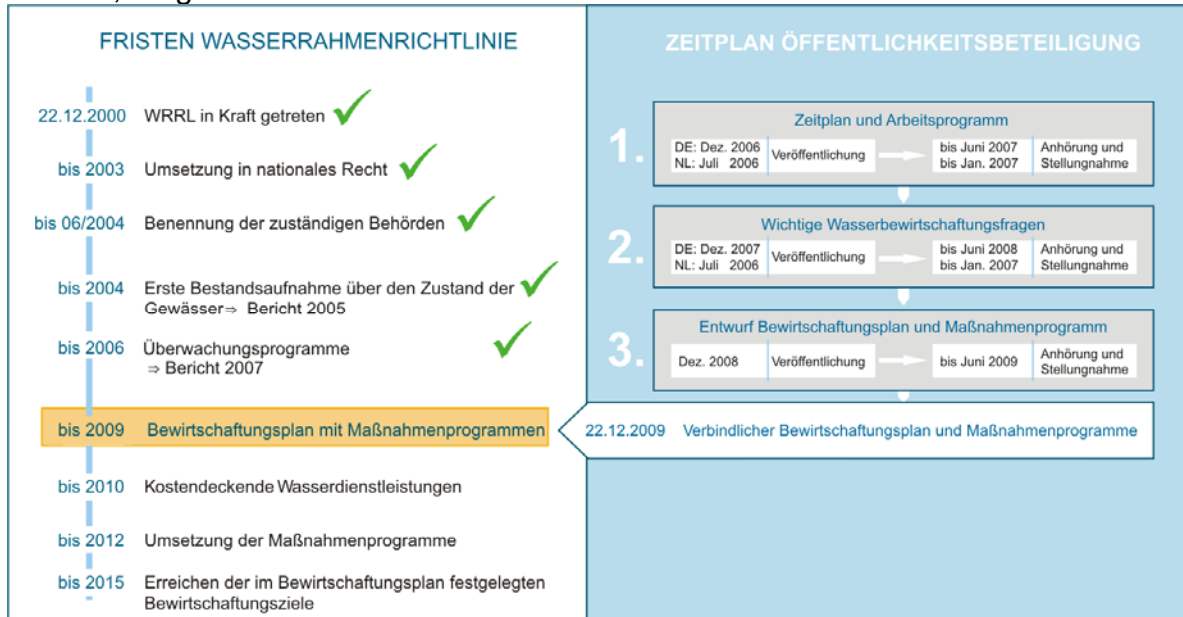 FRISTEN WASSERRAHMENRICHTLINIE
22.12.2000 WRRL in Kraft getreten
bis 2003 Umsetzung in nationales Recht
bis 06/2004 Benennung der zuständigen Behörden
bis 2004 Erste Bestandsaufnahme über den Zustand der
Gewässer⇒ Bericht 2005
bis 2006 Überwachungsprogramme
⇒ Bericht 2007
bis 2009 Bewirtschaftungsplan mit Maßnahmenprogrammen
bis 2010 Kostendeckende Wasserdienstleistungen
bis 2012 Umsetzung der Maßnahmenprogramme
bis 2015 Erreichen der im Bewirtschaftungsplan festgelegten
Bewirtschaftungsziele
ZEITPLAN ÖFFENTLICHKEITSBETEILIGUNG
1.
Zeitplan und Arbeitsprogramm
DE: Dez. 2006
NL: Juli 2006
Veröffentlichung
bis Juni 2007
bis Jan. 2007
Anhörung und
Stellungnahme
2.
Wichtige Wasserbewirtschaftungsfragen
DE: Dez. 2007
NL: Juli 2006
Veröffentlichung
bis Juni 2008
bis Jan. 2007
Anhörung und
Stellungnahme
3.
Entwurf Bewirtschaftungsplan und Maßnahmenprogramm
Dez. 2008
Veröffentlichung
bis Juni 2009
Anhörung und
Stellungnahme
22.12.2009 Verbindlicher Bewirtschaftungsplan und Maßnahmenprogramme